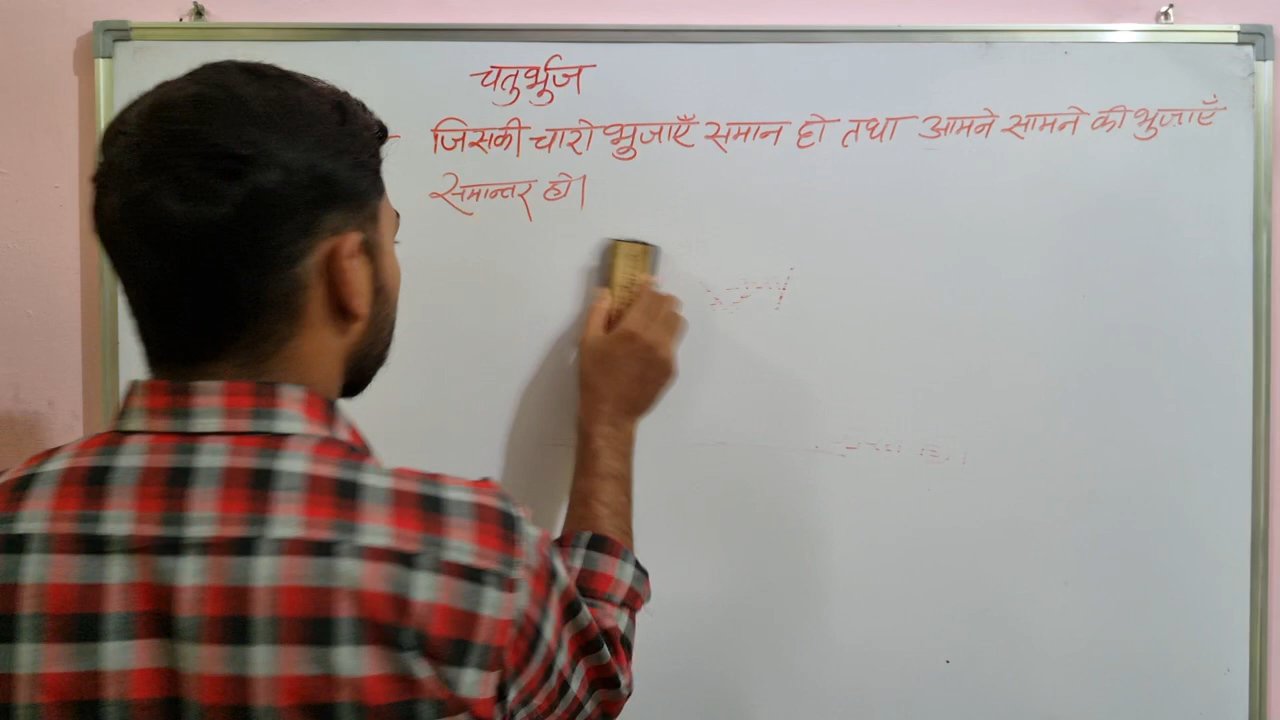 चतुर्भुज
जिसकी चारो भुजाएँ समान हो तथा आमने सामने की भुजाएँ
समान्तर हो।